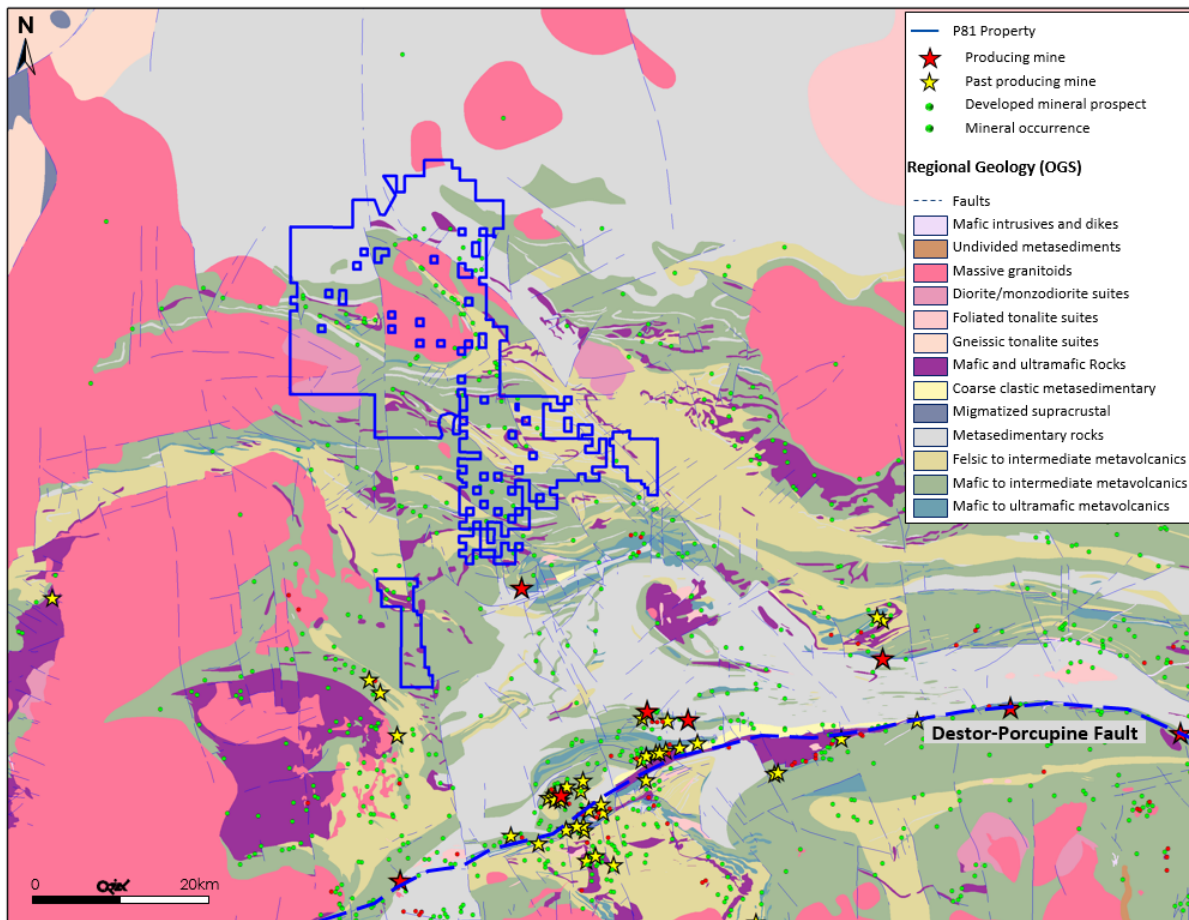 N
P81 Property
Producing mine
Past producing mine
Developed mineral prospect
Mineral occurrence
Regional Geology (OGS)
Faults
Mafic intrusives and dikes
Undivided metasediments
Massive granitoids
Diorite/monzodiorite suites
Foliated tonalite suites
Gneissic tonalite suites
Mafic and ultramafic Rocks
Coarse clastic metasedimentary
Migmatized supracrustal
Metasedimentary rocks
Felsic to intermediate metavolcanics
Mafic to intermediate metavolcanics
Mafic to ultramafic metavolcanics
Destor-Porcupine Fault
0 20km